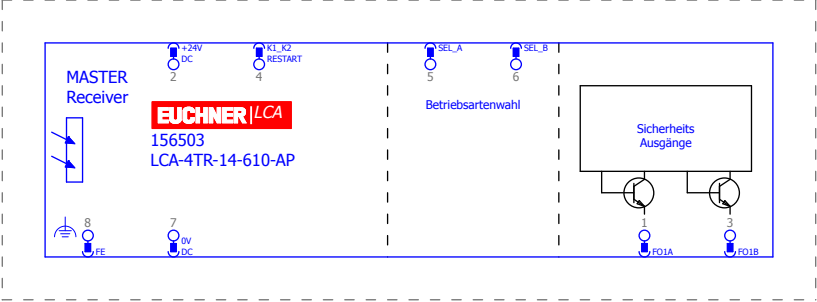 +24V
DC
2
K1_K2
RESTART
4
SEL_A
5
SEL_B
6
MASTER
Receiver
EUCHNER LCA
156503
LCA-4TR-14-610-AP
Betriebsartenwahl
Sicherheits
Ausgänge
8
FE
7
0V
DC
1
FO1A
3
FO1B